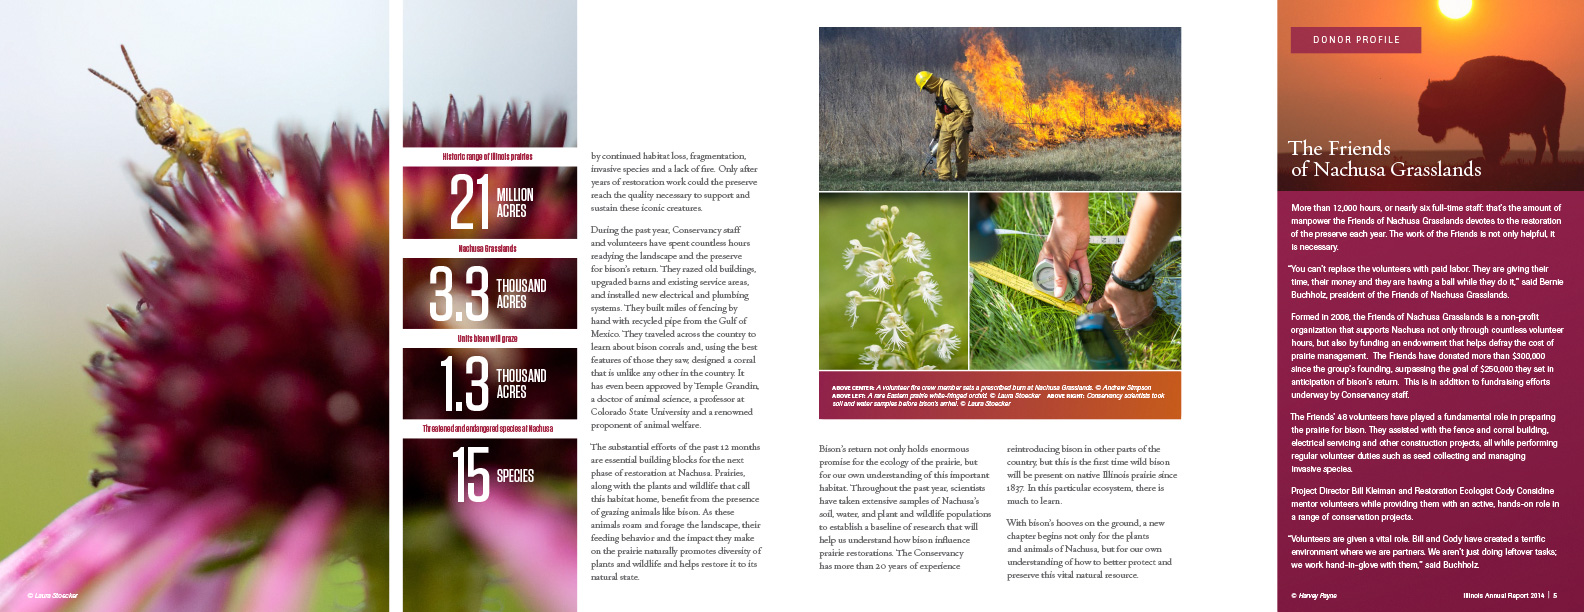 Historic range of Illinois prairies
21 MILLION
ACRES
Nachusa Grasslands
3.3 THOUSAND
ACRES
Units bison will graze
1.3 THOUSAND
ACRES
Threatened and endangered species at Nachusa
15 SPECIES
© Laura Stoecker
by continued habitat loss, fragmentation,
invasive species and a lack of fire. Only after
years of restoration work could the preserve
reach the quality necessary to support and
sustain these iconic creatures.
During the past year, Conservancy staff
and volunteers have spent countless hours
readying the landscape and the preserve
for bison's return. They razed old buildings,
upgraded barns and existing service areas,
and installed new electrical and plumbing
systems. They built miles of fencing by
hand with recycled pipe from the Gulf of
Mexico. They traveled across the country to
learn about bison corrals and, using the best
features of those they saw, designed a corral
that is unlike any other in the country. It
has even been approved by Temple Grandin,
a doctor of animal science, a professor at
Colorado State University and a renowned
proponent of animal welfare.
The substantial efforts of the past 12 months
are essential building blocks for the next
phase of restoration at Nachusa. Prairies,
along with the plants and wildlife that call
this habitat home, benefit from the presence
of grazing animals like bison. As these
animals roam and forage the landscape, their
feeding behavior and the impact they make
on the prairie naturally promotes diversity of
plants and wildlife and helps restore it to its
natural state.
ABOVE CENTER: A volunteer fire crew member sets a prescribed burn at Nachusa Grasslands. © Andrew Simpson
ABOVE LEFT: A rare Eastern prairie white-fringed orchid. © Laura Stoecker ABOVE RIGHT: Conservancy scientists took
soil and water samples before bison's arrival. © Laura Stoecker
Bison's return not only holds enormous
promise for the ecology of the prairie, but
for our own understanding of this important
habitat. Throughout the past year, scientists
have taken extensive samples of Nachusa's
soil, water, and plant and wildlife populations
to establish a baseline of research that will
help us understand how bison influence
prairie restorations. The Conservancy
has more than 20 years of experience
reintroducing bison in other parts of the
country, but this is the first time wild bison
will be present on native Illinois prairie since
1837. In this particular ecosystem, there is
much to learn.
With bison's hooves on the ground, a new
chapter begins not only for the plants
and animals of Nachusa, but for our own
understanding of how to better protect and
preserve this vital natural resource.
DONOR PROFILE
The Friends
of Nachusa Grasslands
More than 12,000 hours, or nearly six full-time staff: that's the amount of
manpower the Friends of Nachusa Grasslands devotes to the restoration
of the preserve each year. The work of the Friends is not only helpful, it
is necessary.
"You can't replace the volunteers with paid labor. They are giving their
time, their money and they are having a ball while they do it," said Bernie
Buchholz, president of the Friends of Nachusa Grasslands.
Formed in 2008, the Friends of Nachusa Grasslands is a non-profit
organization that supports Nachusa not only through countless volunteer
hours, but also by funding an endowment that helps defray the cost of
prairie management. The Friends have donated more than $300,000
since the group's founding, surpassing the goal of $250,000 they set in
anticipation of bison's return. This is in addition to fundraising efforts
underway by Conservancy staff.
The Friends' 48 volunteers have played a fundamental role in preparing
the prairie for bison. They assisted with the fence and corral building,
electrical servicing and other construction projects, all while performing
regular volunteer duties such as seed collecting and managing
invasive species.
Project Director Bill Kleiman and Restoration Ecologist Cody Considine
mentor volunteers while providing them with an active, hands-on role in
a range of conservation projects.
"Volunteers are given a vital role. Bill and Cody have created a terrific
environment where we are partners. We aren't just doing leftover tasks;
we work hand-in-glove with them," said Buchholz.
© Harvey Payne
Illinois Annual Report 2014 | 5